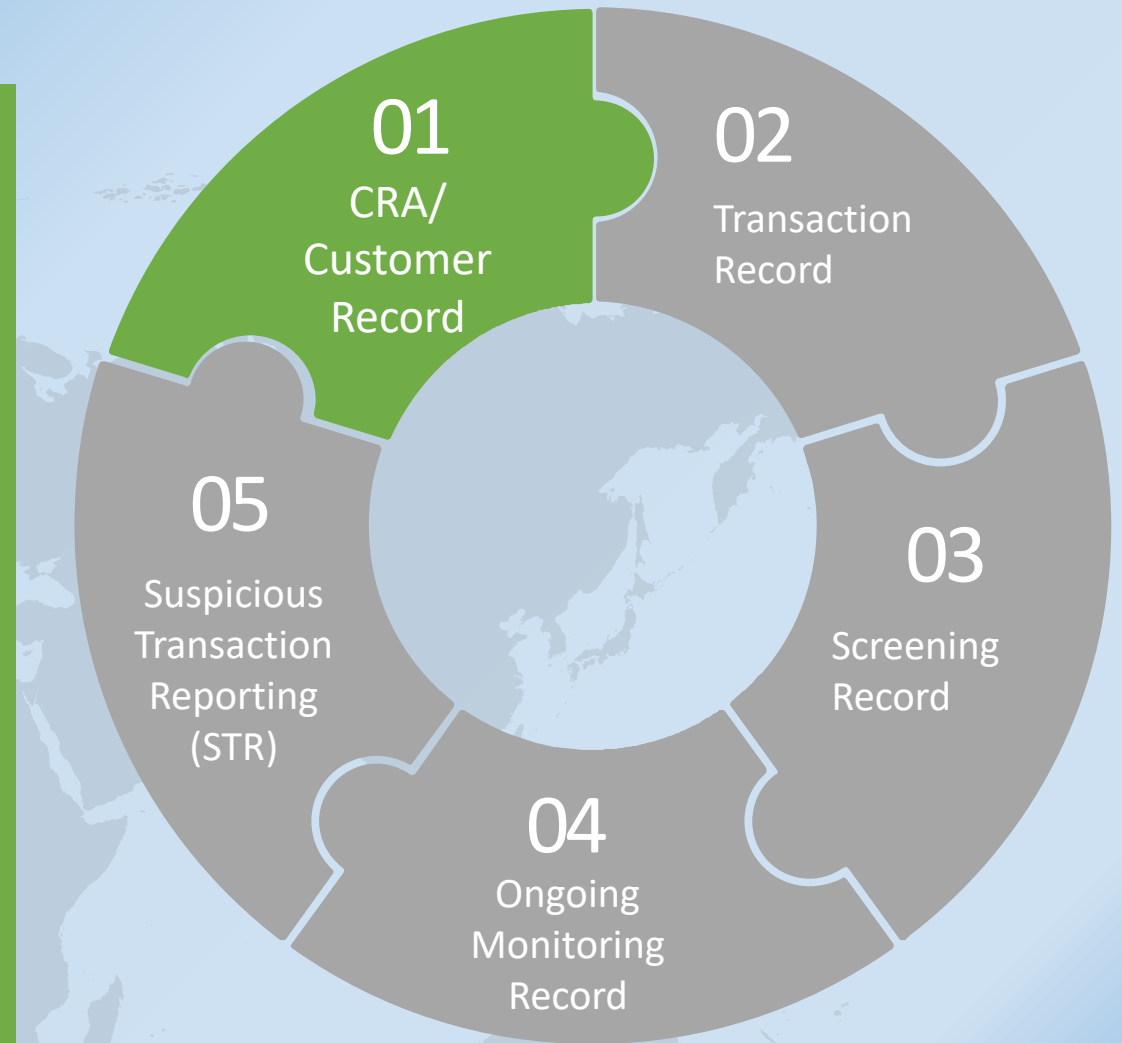 01
CRA/
Customer
Record
02
Transaction
Record
03
Screening
Record
04
Ongoing
Monitoring
Record
05
Suspicious
Transaction
Reporting
(STR)